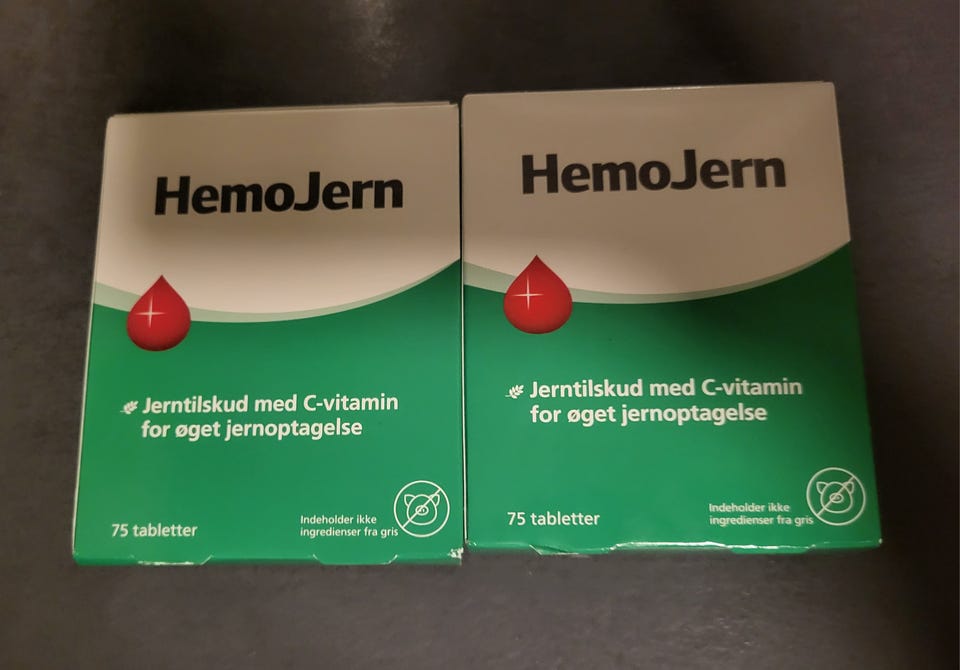 HemoJern
Jerntilskud med C-vitamin
for øget jernoptagelse
75 tabletter
Indeholder ikke
ingredienser fra gris
HemoJern
Jerntilskud med C-vitamin
for øget jernoptagelse
75 tabletter
Indeholder ikke
ingredienser fra gris